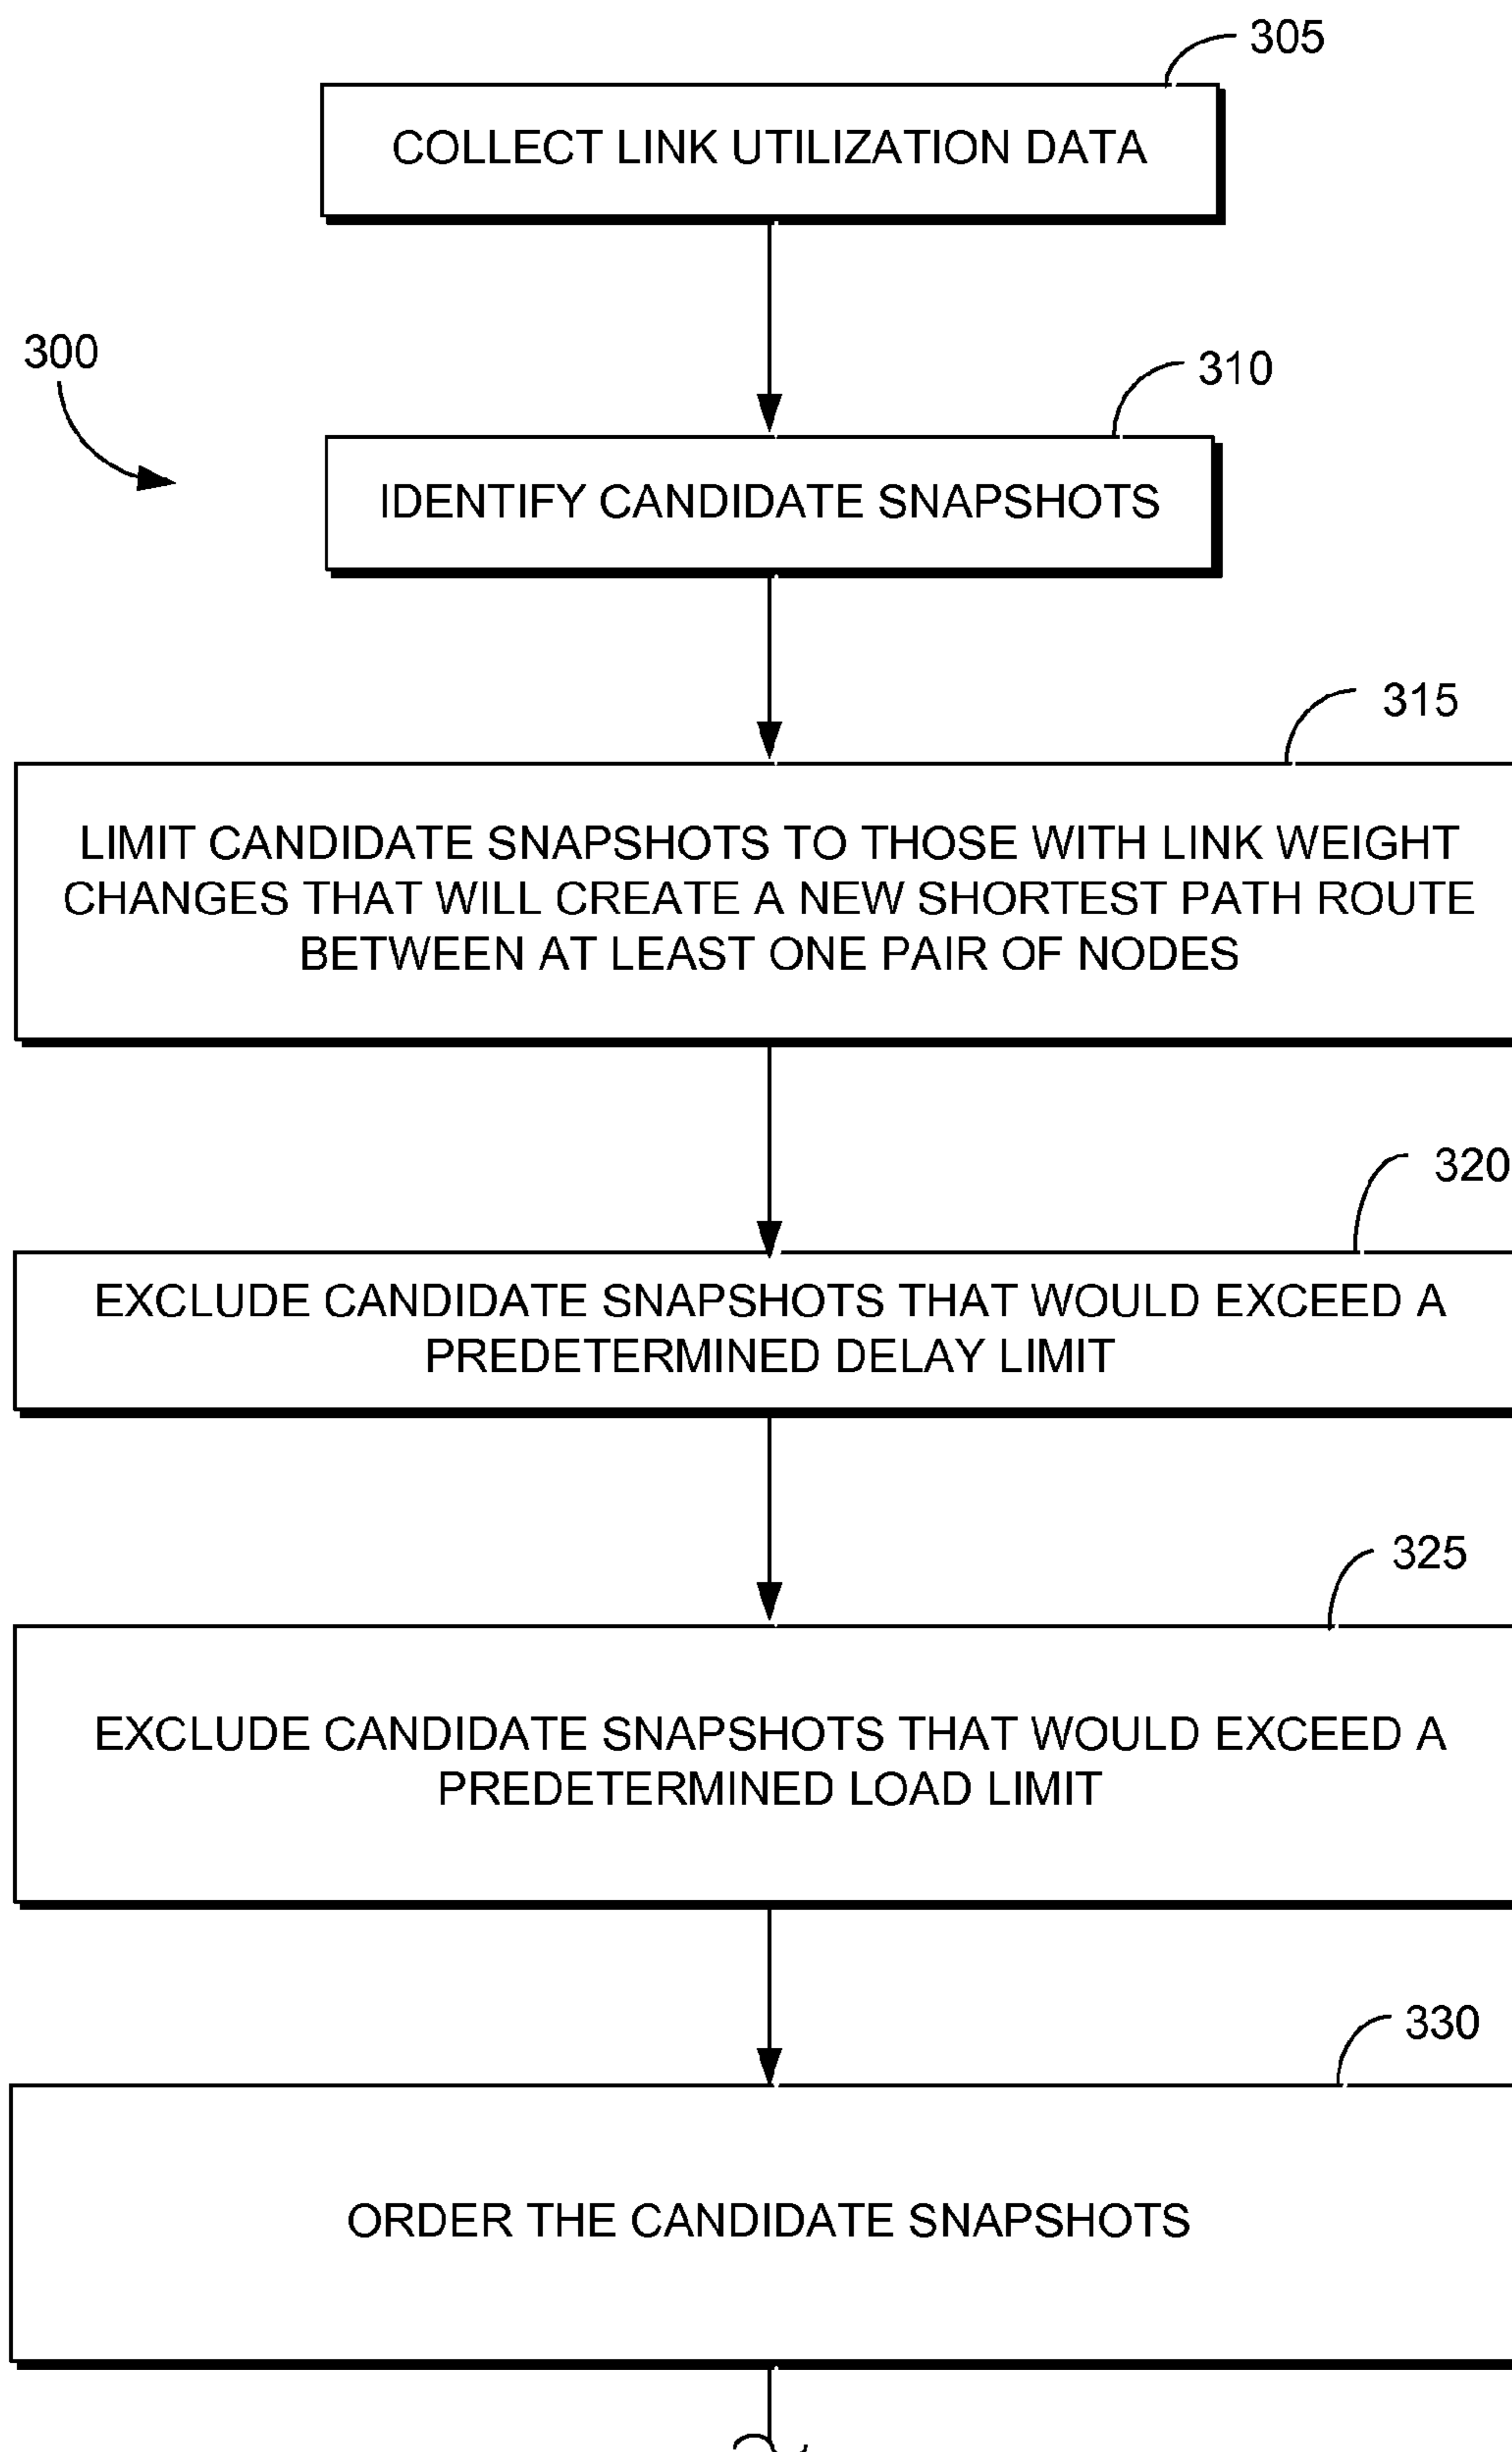 305
COLLECT LINK UTILIZATION DATA
300
310
IDENTIFY CANDIDATE SNAPSHOTS
315
LIMIT CANDIDATE SNAPSHOTS TO THOSE WITH LINK WEIGHT
CHANGES THAT WILL CREATE A NEW SHORTEST PATH ROUTE
BETWEEN AT LEAST ONE PAIR OF NODES
320
EXCLUDE CANDIDATE SNAPSHOTS THAT WOULD EXCEED A
PREDETERMINED DELAY LIMIT
325
EXCLUDE CANDIDATE SNAPSHOTS THAT WOULD EXCEED A
PREDETERMINED LOAD LIMIT
330
ORDER THE CANDIDATE SNAPSHOTS